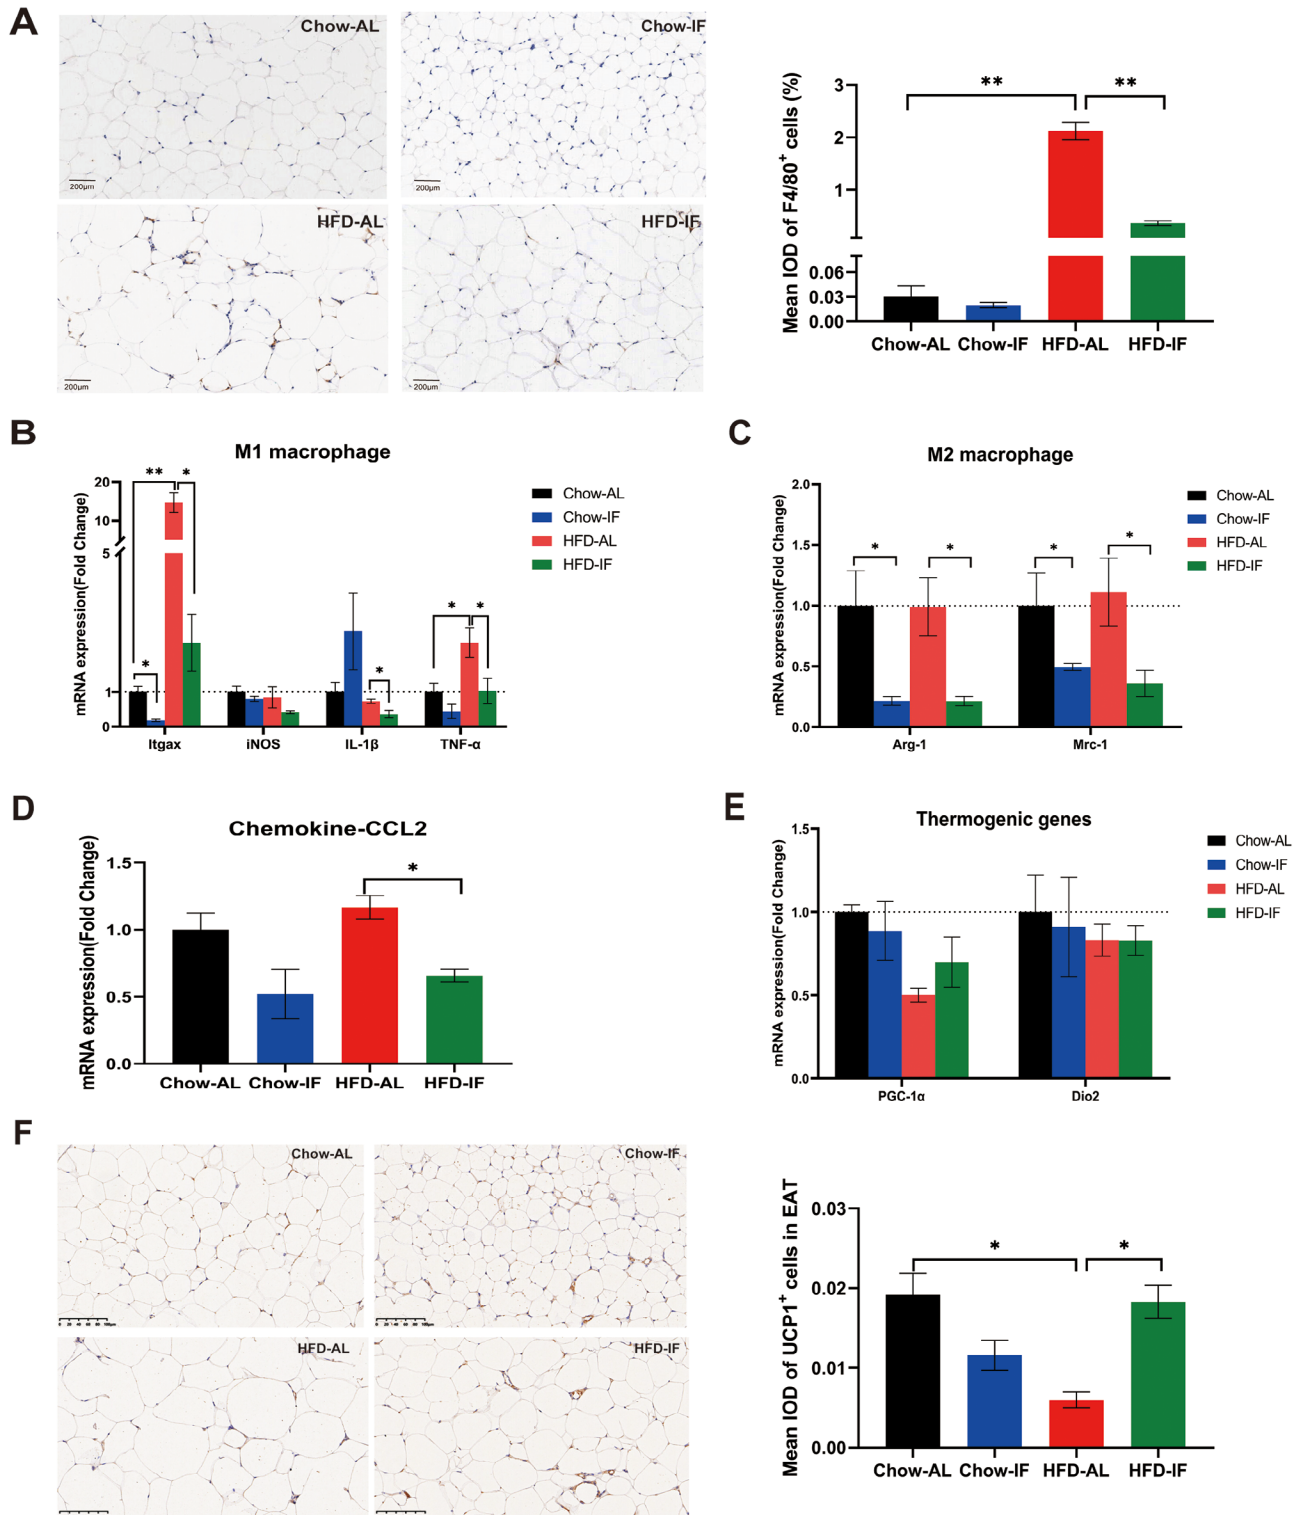 A
Chow-AL
Chow-IF
200μm
200μm
HFD-AL
HFD-IF
200μm
200μm
Mean IOD of F4/80+ cells (%)
3
2
1
0.06
0.03
0.00
**
**
Chow-AL Chow-IF HFD-AL HFD-IF
B
M1 macrophage
mRNA expression(Fold Change)
20
10
5
1
0
** *
*
*
* *
Itgax iNOS IL-1β TNF-α
Chow-AL
Chow-IF
HFD-AL
HFD-IF
C
M2 macrophage
mRNA expression(Fold Change)
2.0
1.5
1.0
0.5
0.0
* * * *
Arg-1 Mrc-1
Chow-AL
Chow-IF
HFD-AL
HFD-IF
D
Chemokine-CCL2
mRNA expression(Fold Change)
1.5
1.0
0.5
0.0
*
Chow-AL Chow-IF HFD-AL HFD-IF
E
Thermogenic genes
mRNA expression(Fold Change)
1.5
1.0
0.5
0.0
PGC-1α Dio2
Chow-AL
Chow-IF
HFD-AL
HFD-IF
F
Chow-AL
Chow-IF
HFD-AL
HFD-IF
Mean IOD of UCP1+ cells in EAT
0.03
0.02
0.01
0.00
* *
Chow-AL Chow-IF HFD-AL HFD-IF